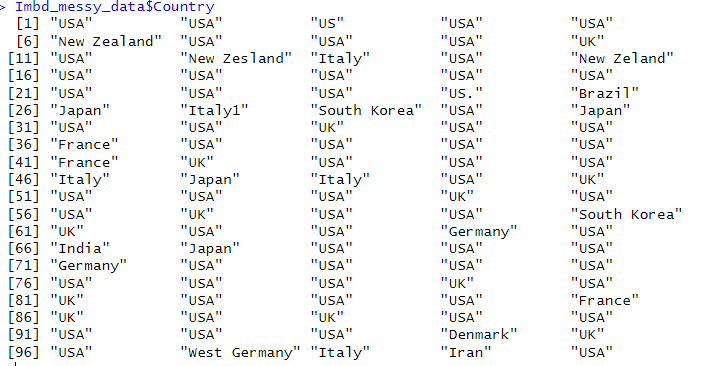 > Imbd_messy_data$Country
[1] "USA" "USA" "US" "USA" "USA"
[6] "New Zealand" "USA" "USA" "USA" "UK"
[11] "USA" "New Zesland" "Italy" "USA" "New Zeland"
[16] "USA" "USA" "USA" "USA" "USA"
[21] "USA" "USA" "USA" "US." "Brazil"
[26] "Japan" "Italy1" "South Korea" "USA" "Japan"
[31] "USA" "USA" "UK" "USA" "USA"
[36] "France" "USA" "USA" "USA" "USA"
[41] "France" "UK" "USA" "USA" "USA"
[46] "Italy" "Japan" "Italy" "USA" "UK"
[51] "USA" "USA" "USA" "UK" "USA"
[56] "USA" "UK" "USA" "USA" "South Korea"
[61] "UK" "USA" "USA" "Germany" "USA"
[66] "India" "Japan" "USA" "USA" "USA"
[71] "Germany" "USA" "USA" "USA" "USA"
[76] "USA" "USA" "USA" "UK" "USA"
[81] "UK" "USA" "USA" "USA" "France"
[86] "UK" "USA" "UK" "USA" "USA"
[91] "USA" "USA" "USA" "Denmark" "UK"
[96] "USA" "West Germany" "Italy" "Iran" "USA"